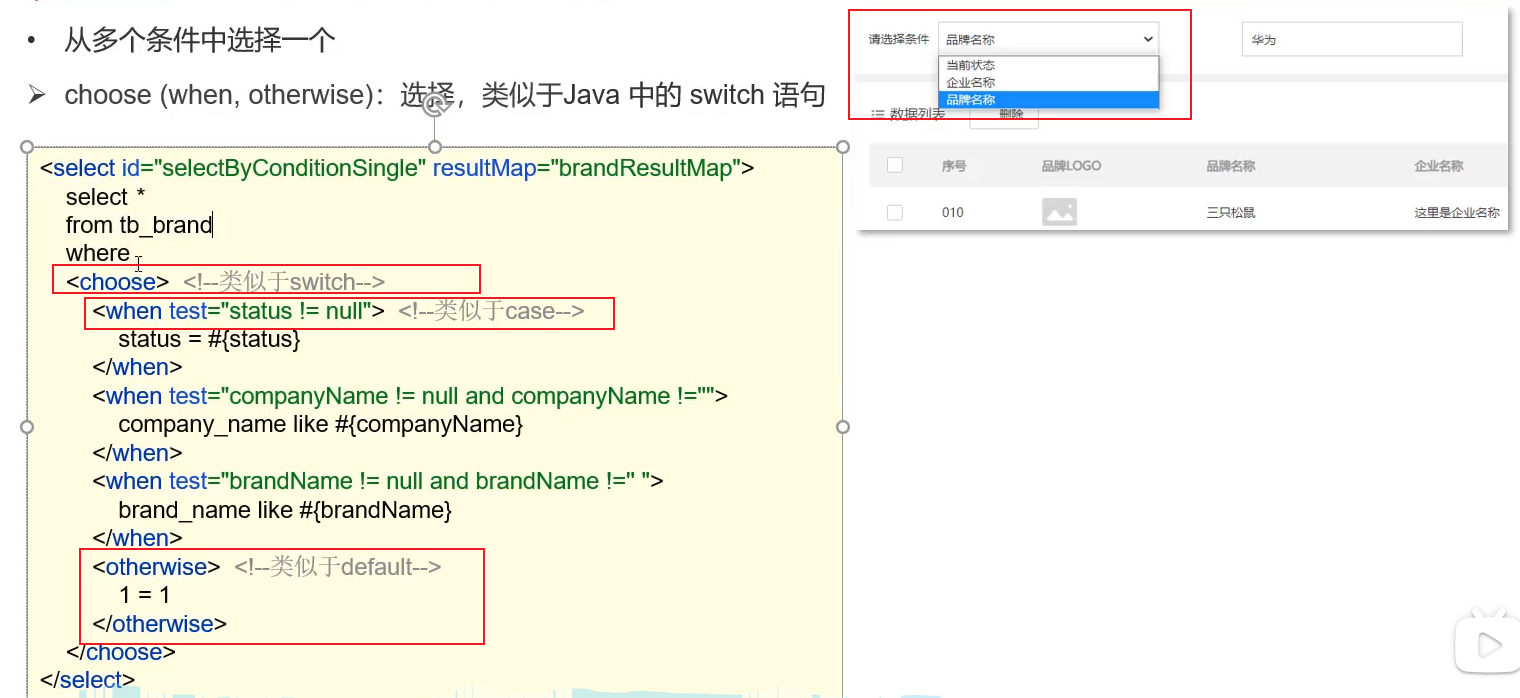 • 从多个条件中选择一个
➢ choose (when, otherwise)：选择，类似于Java 中的 switch 语句
<select id="selectByConditionSingle" resultMap="brandResultMap">
select *
from tb_brand
where
<choose> <!--类似于switch-->
<when test="status != null"> <!--类似于case-->
status = #{status}
</when>
<when test="companyName != null and companyName !="">
company_name like #{companyName}
</when>
<when test="brandName != null and brandName !='' ">
brand_name like #{brandName}
</when>
<otherwise> <!--类似于default-->
1 = 1
</otherwise>
</choose>
</select>
请选择条件 品牌名称 华为
当前状态
企业名称
品牌名称
数据列表 删除
序号 品牌LOGO 品牌名称 企业名称
010 三只松鼠 这里是企业名称